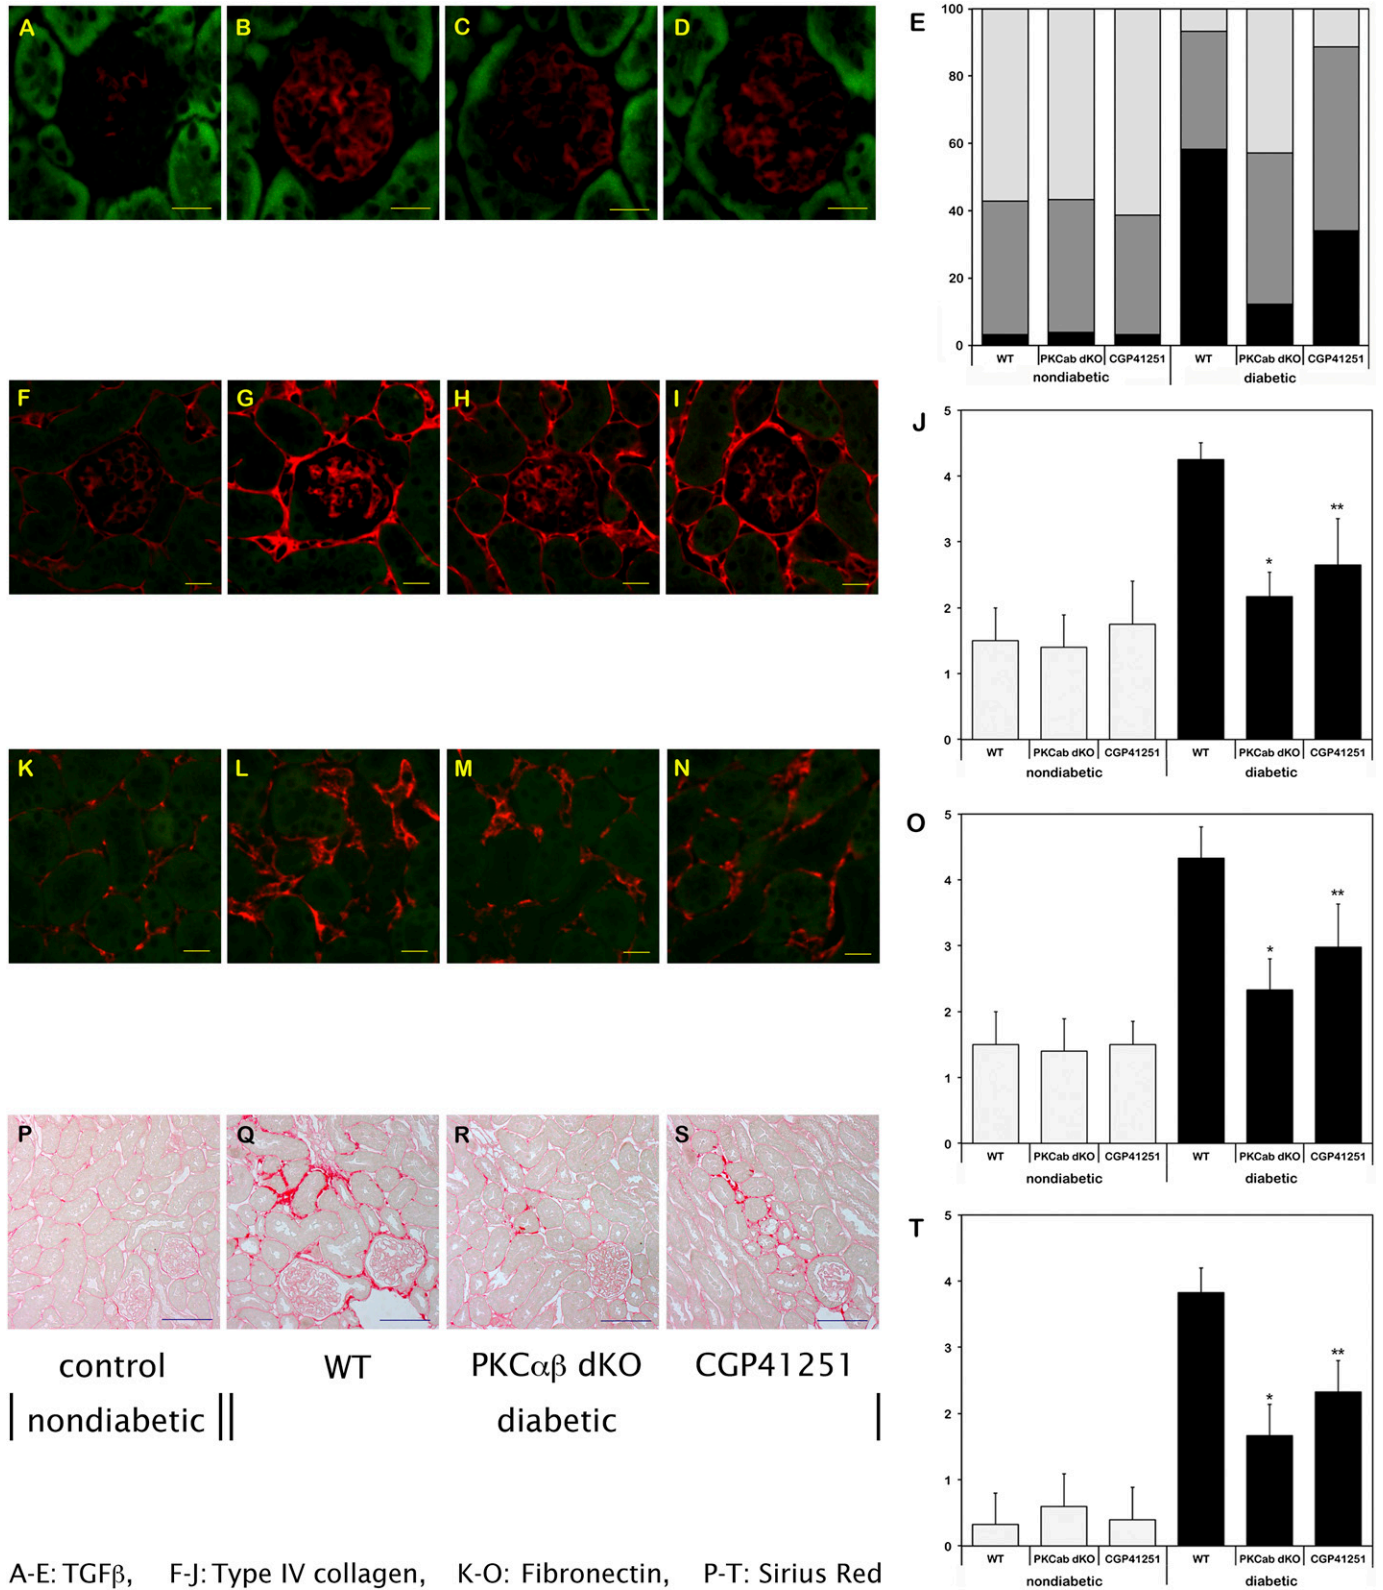 A B C D
E
100
80
60
40
20
0
WT PKCab dKO CGP41251 WT PKCab dKO CGP41251
nondiabetic diabetic
F G H I
J
5
4
3
2
1
0
* **
WT PKCab dKO CGP41251 WT PKCab dKO CGP41251
nondiabetic diabetic
K L M N
O
5
4
3
2
1
0
* **
WT PKCab dKO CGP41251 WT PKCab dKO CGP41251
nondiabetic diabetic
P Q R S
T
5
4
3
2
1
0
* **
WT PKCab dKO CGP41251 WT PKCab dKO CGP41251
nondiabetic diabetic
control WT PKCαβ dKO CGP41251
nondiabetic diabetic
A-E: TGFβ, F-J: Type IV collagen, K-O: Fibronectin, P-T: Sirius Red